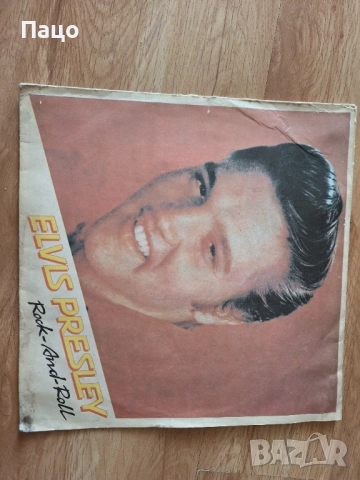 Пацо
ELVIS PRESLEY
Rock-And-Roll
BAZAR